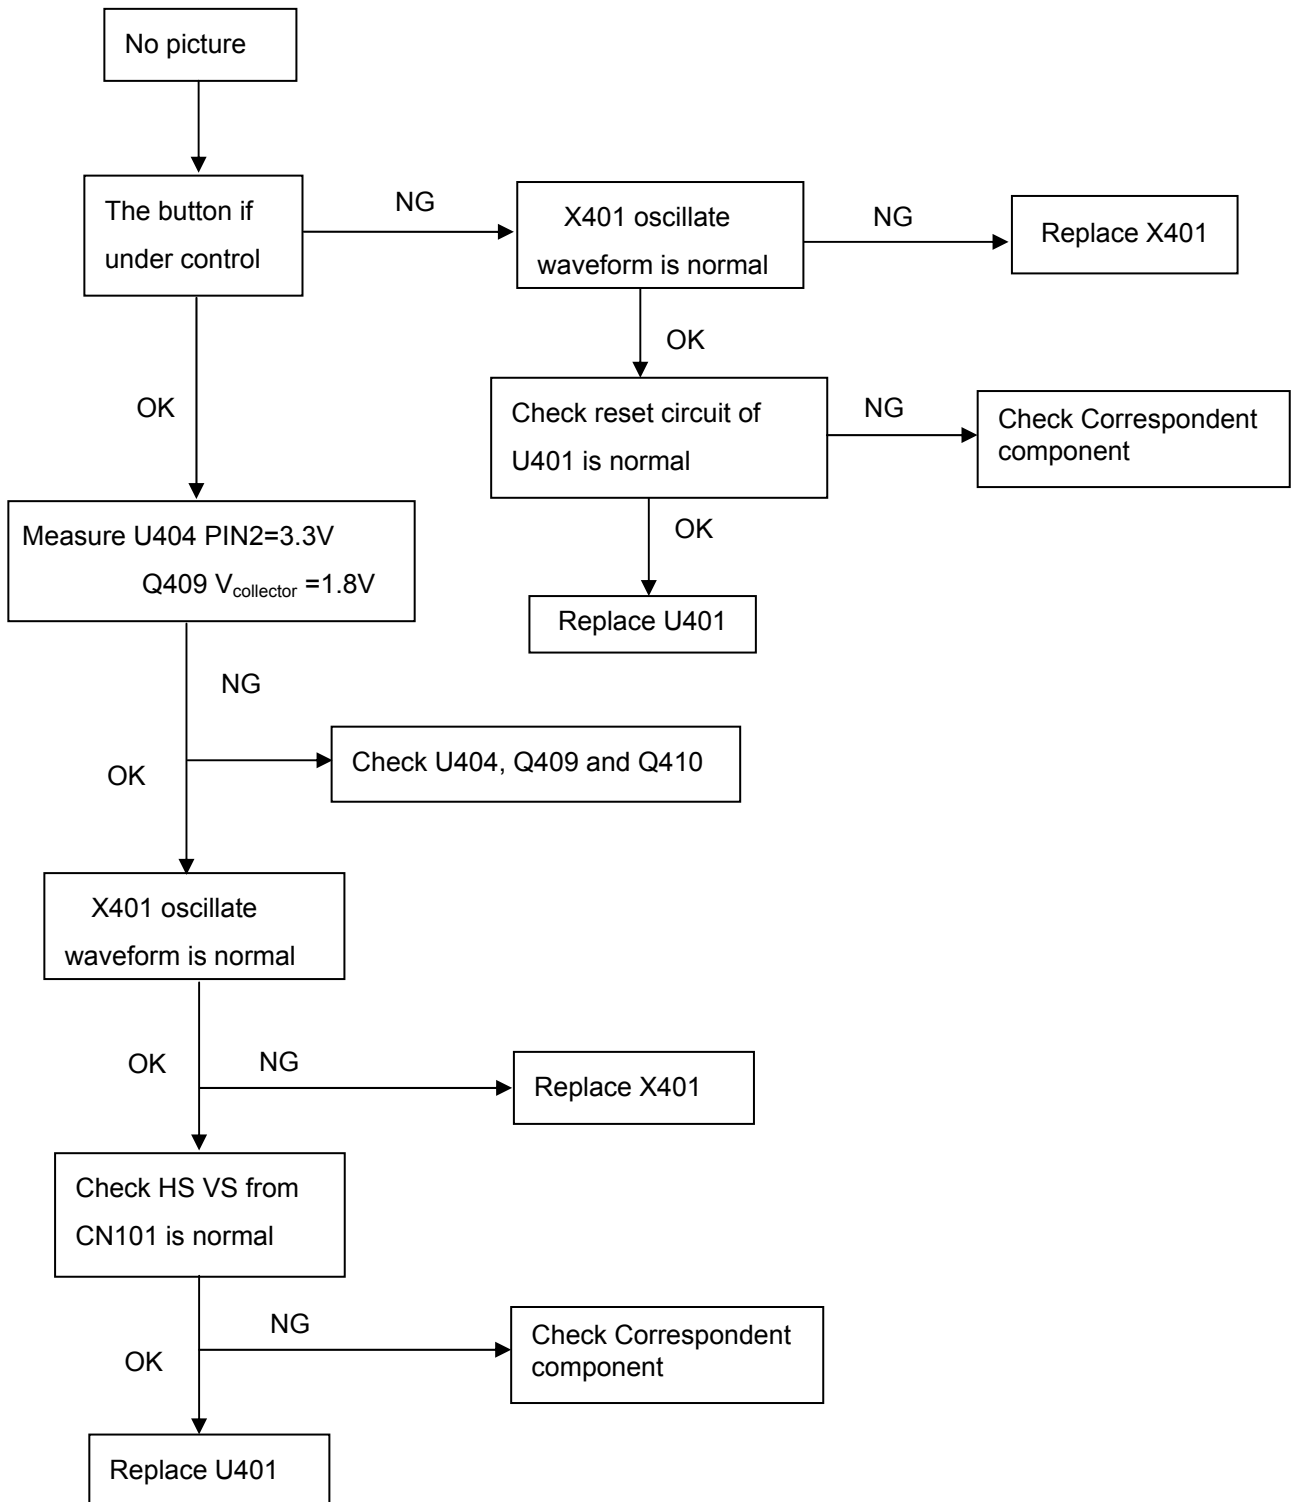 No picture
The button if
under control
NG
X401 oscillate
waveform is normal
NG
Replace X401
OK
OK
Check reset circuit of
U401 is normal
NG
Check Correspondent
component
OK
Replace U401
Measure U404 PIN2=3.3V
Q409 Vcollector =1.8V
NG
OK
Check U404, Q409 and Q410
X401 oscillate
waveform is normal
OK
NG
Replace X401
Check HS VS from
CN101 is normal
NG
OK
Check Correspondent
component
Replace U401